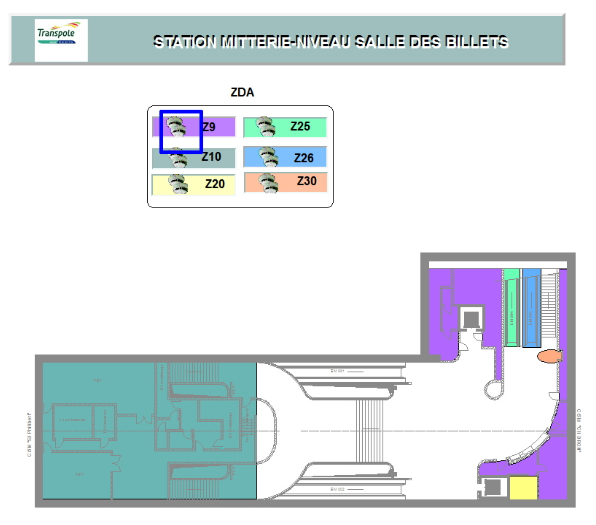 Transpole
STATION MITTERIE-NIVEAU SALLE DES BILLETS
ZDA
Z9
Z25
Z10
Z26
Z20
Z30